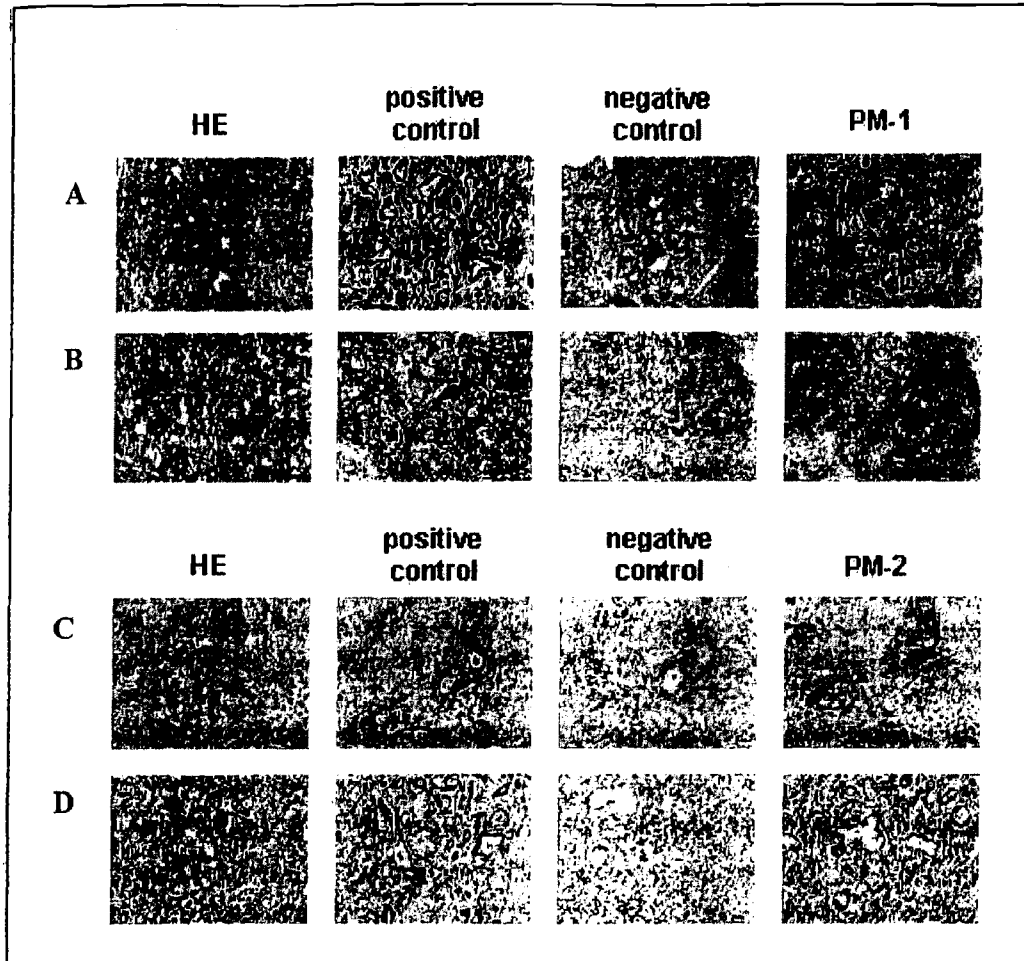 HE
positive
control
negative
control
PM-1
A
B
HE
positive
control
negative
control
PM-2
C
D